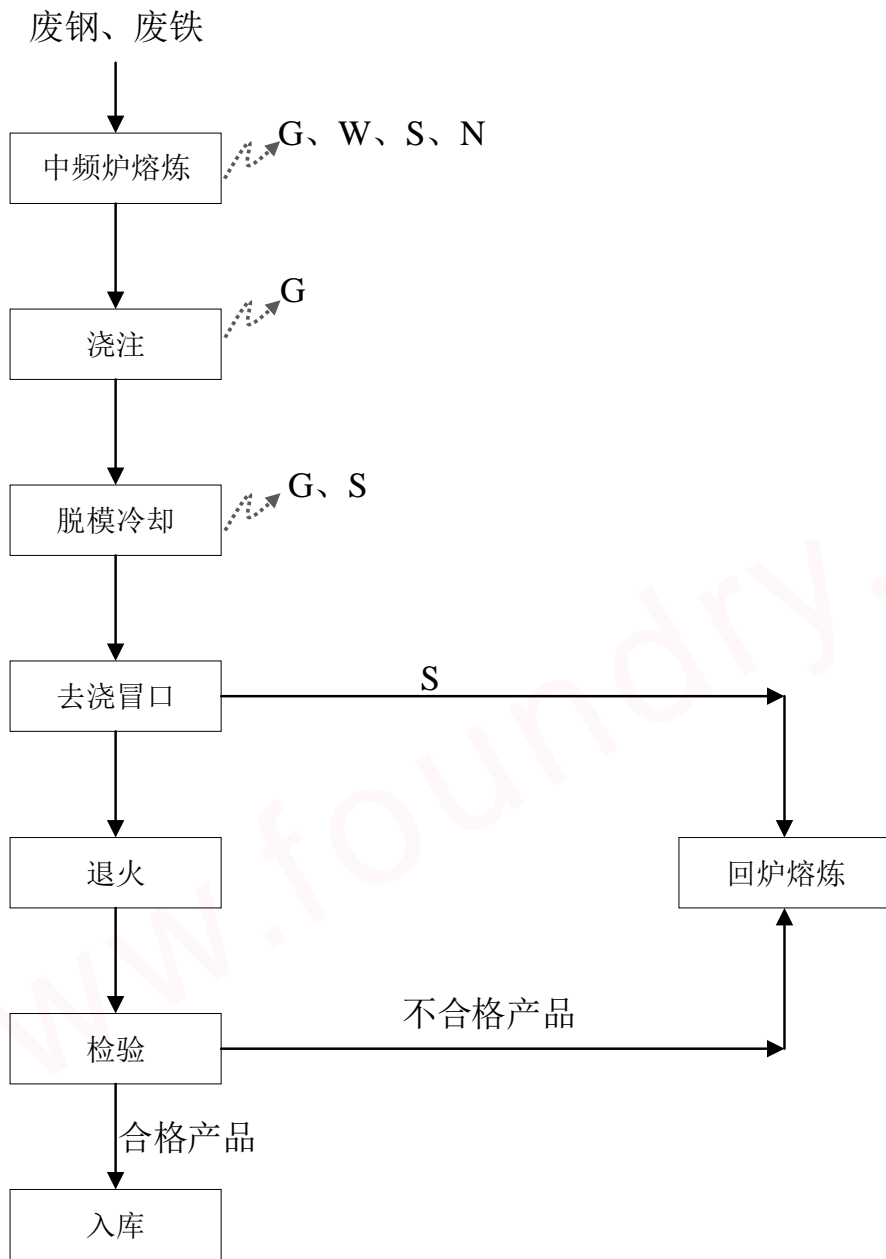 废钢、废铁
G、W、S、N
中频炉熔炼
G
浇注
G、S
脱模冷却
S
去浇冒口
退火
回炉熔炼
不合格产品
检验
合格产品
入库
www.foundry.